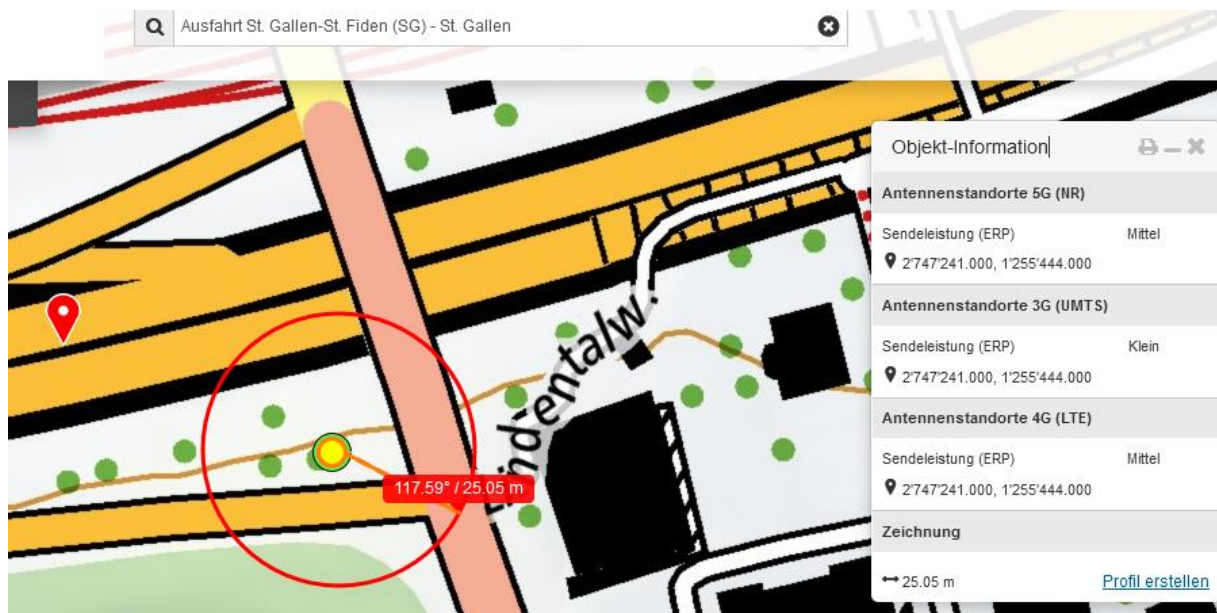 Ausfahrt St. Gallen-St. Fiden (SG) - St. Gallen
Objekt-Information
Antennenstandorte 5G (NR)
Sendeleistung (ERP) Mittel
2'747'241.000, 1'255'444.000
Antennenstandorte 3G (UMTS)
Sendeleistung (ERP) Klein
2'747'241.000, 1'255'444.000
Antennenstandorte 4G (LTE)
Sendeleistung (ERP) Mittel
2'747'241.000, 1'255'444.000
Zeichnung
25.05 m Profil erstellen
Lindentalw.
117.59° / 25.05 m